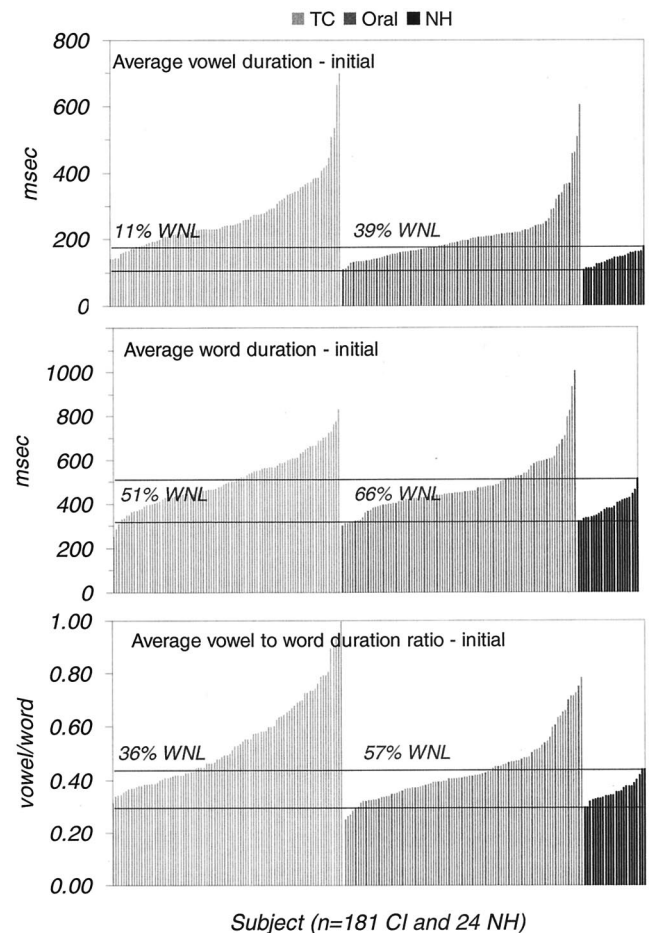 TC Oral NH
Average vowel duration - initial
msec
800
600
400
200
0
11% WNL
39% WNL
Average word duration - initial
msec
1000
800
600
400
200
0
51% WNL
66% WNL
Average vowel to word duration ratio - initial
vowel/word
1.00
0.80
0.60
0.40
0.20
0.00
36% WNL
57% WNL
Subject (n=181 CI and 24 NH)